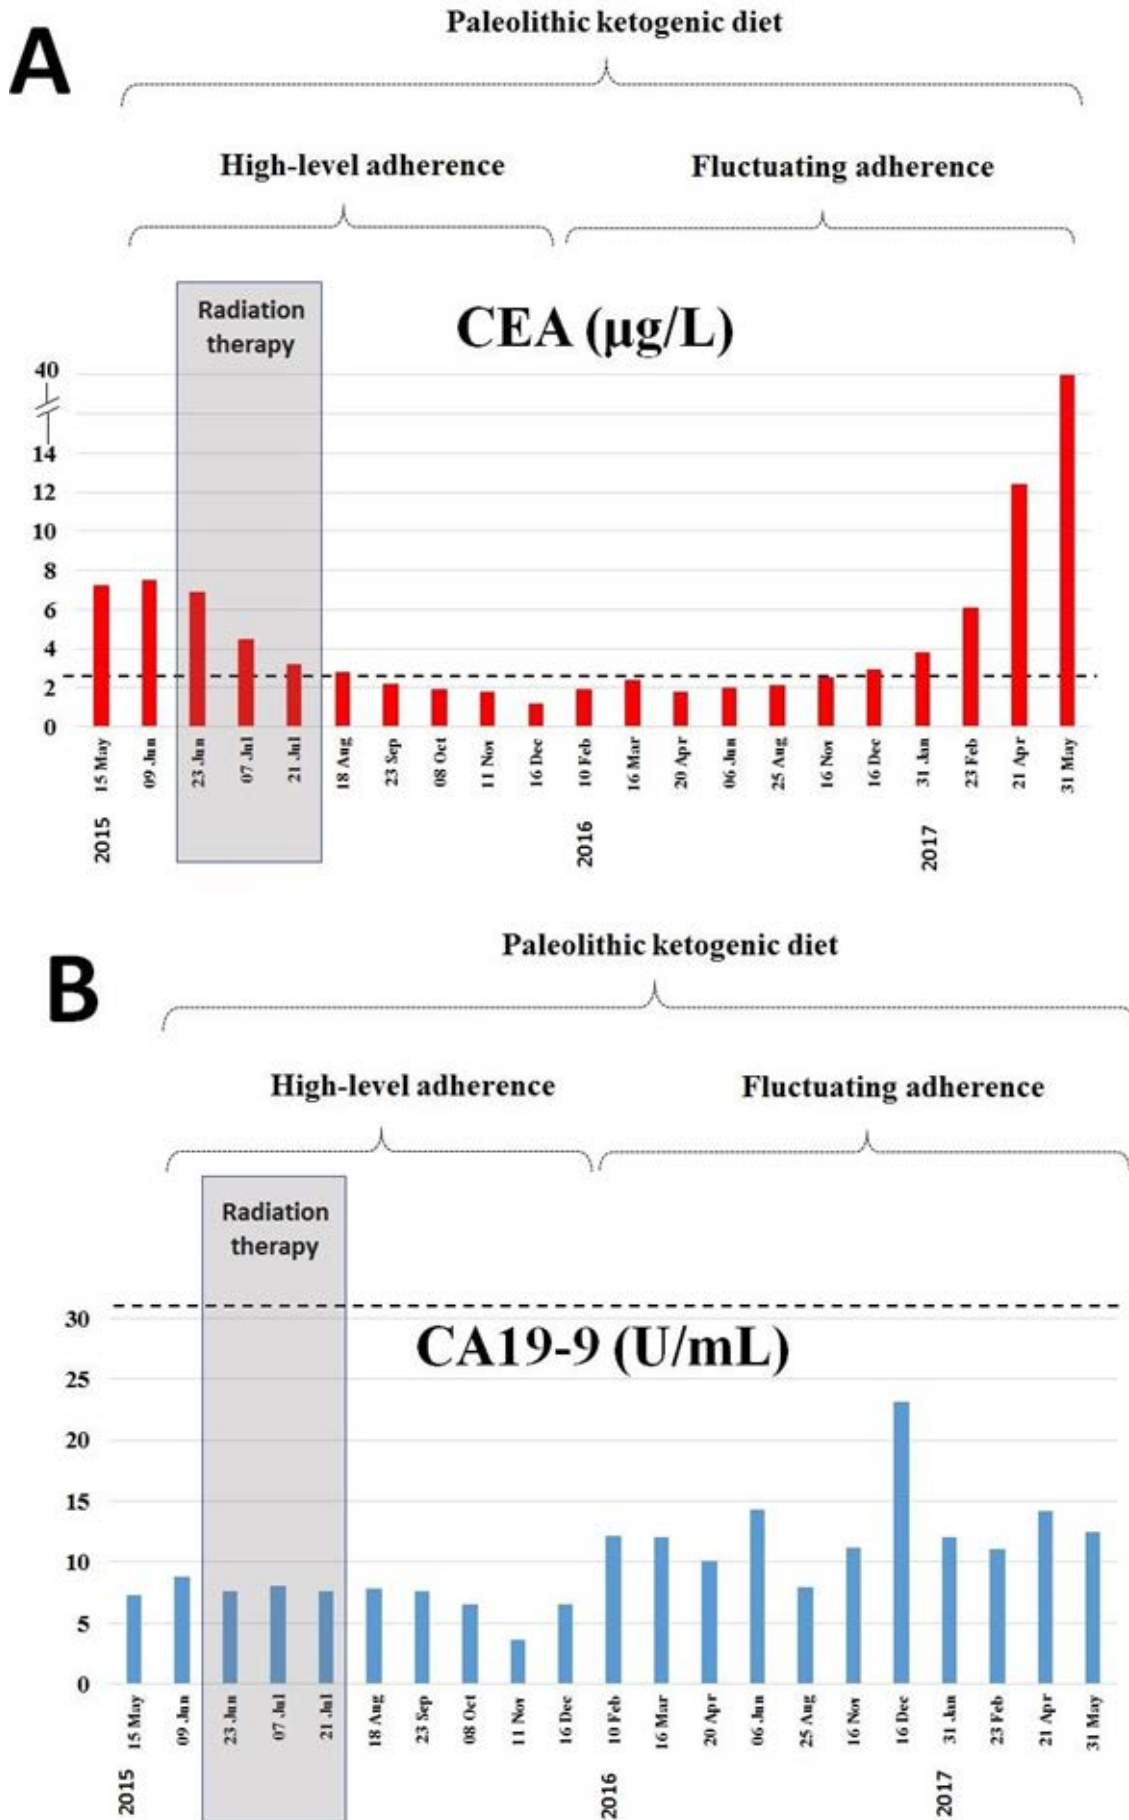 A
Paleolithic ketogenic diet
High-level adherence
Fluctuating adherence
Radiation
therapy
CEA (µg/L)
40
14
12
10
8
6
4
2
0
15 May
09 Jun
23 Jun
07 Jul
21 Jul
18 Aug
23 Sep
08 Oct
11 Nov
16 Dec
10 Feb
16 Mar
20 Apr
06 Jun
25 Aug
16 Nov
16 Dec
31 Jan
23 Feb
21 Apr
31 May
2015
2016
2017
B
Paleolithic ketogenic diet
High-level adherence
Fluctuating adherence
Radiation
therapy
CA19-9 (U/mL)
30
25
20
15
10
5
0
15 May
09 Jun
23 Jun
07 Jul
21 Jul
18 Aug
23 Sep
08 Oct
11 Nov
16 Dec
10 Feb
16 Mar
20 Apr
06 Jun
25 Aug
16 Nov
16 Dec
31 Jan
23 Feb
21 Apr
31 May
2015
2016
2017